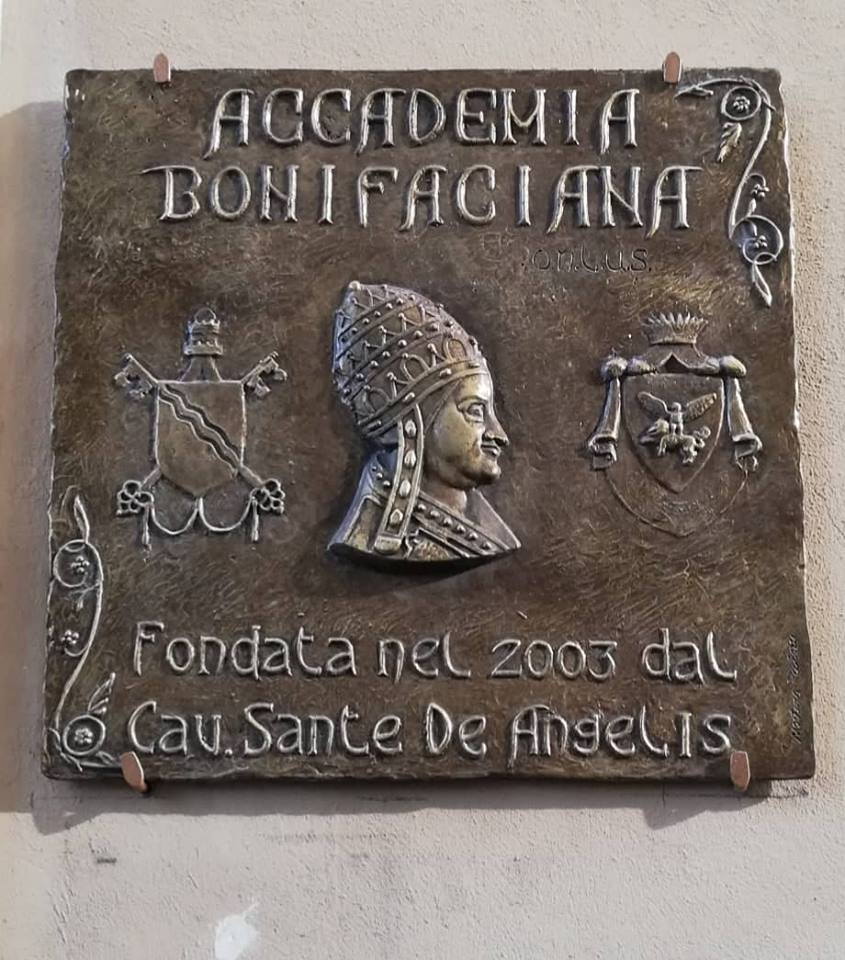 ACCADEMIA
BONIFACIANA
o.n.l.u.s.
Fondata nel 2003 dal
Cav. Sante De Angelis